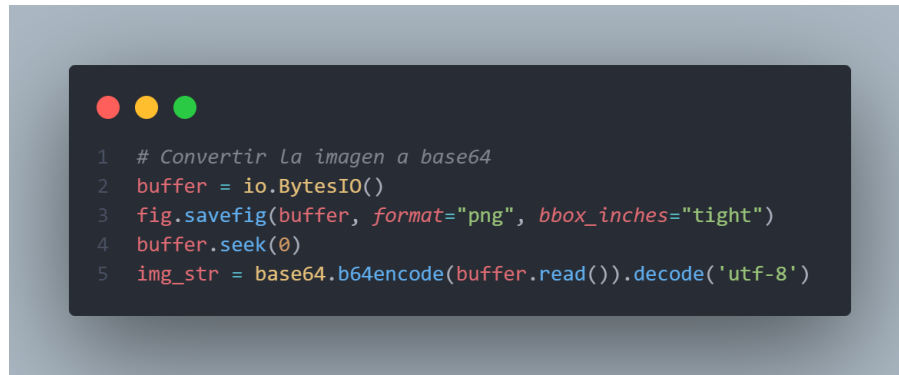 1 # Convertir la imagen a base64
2 buffer = io.BytesIO()
3 fig.savefig(buffer, format="png", bbox_inches="tight")
4 buffer.seek(0)
5 img_str = base64.b64encode(buffer.read()).decode('utf-8')